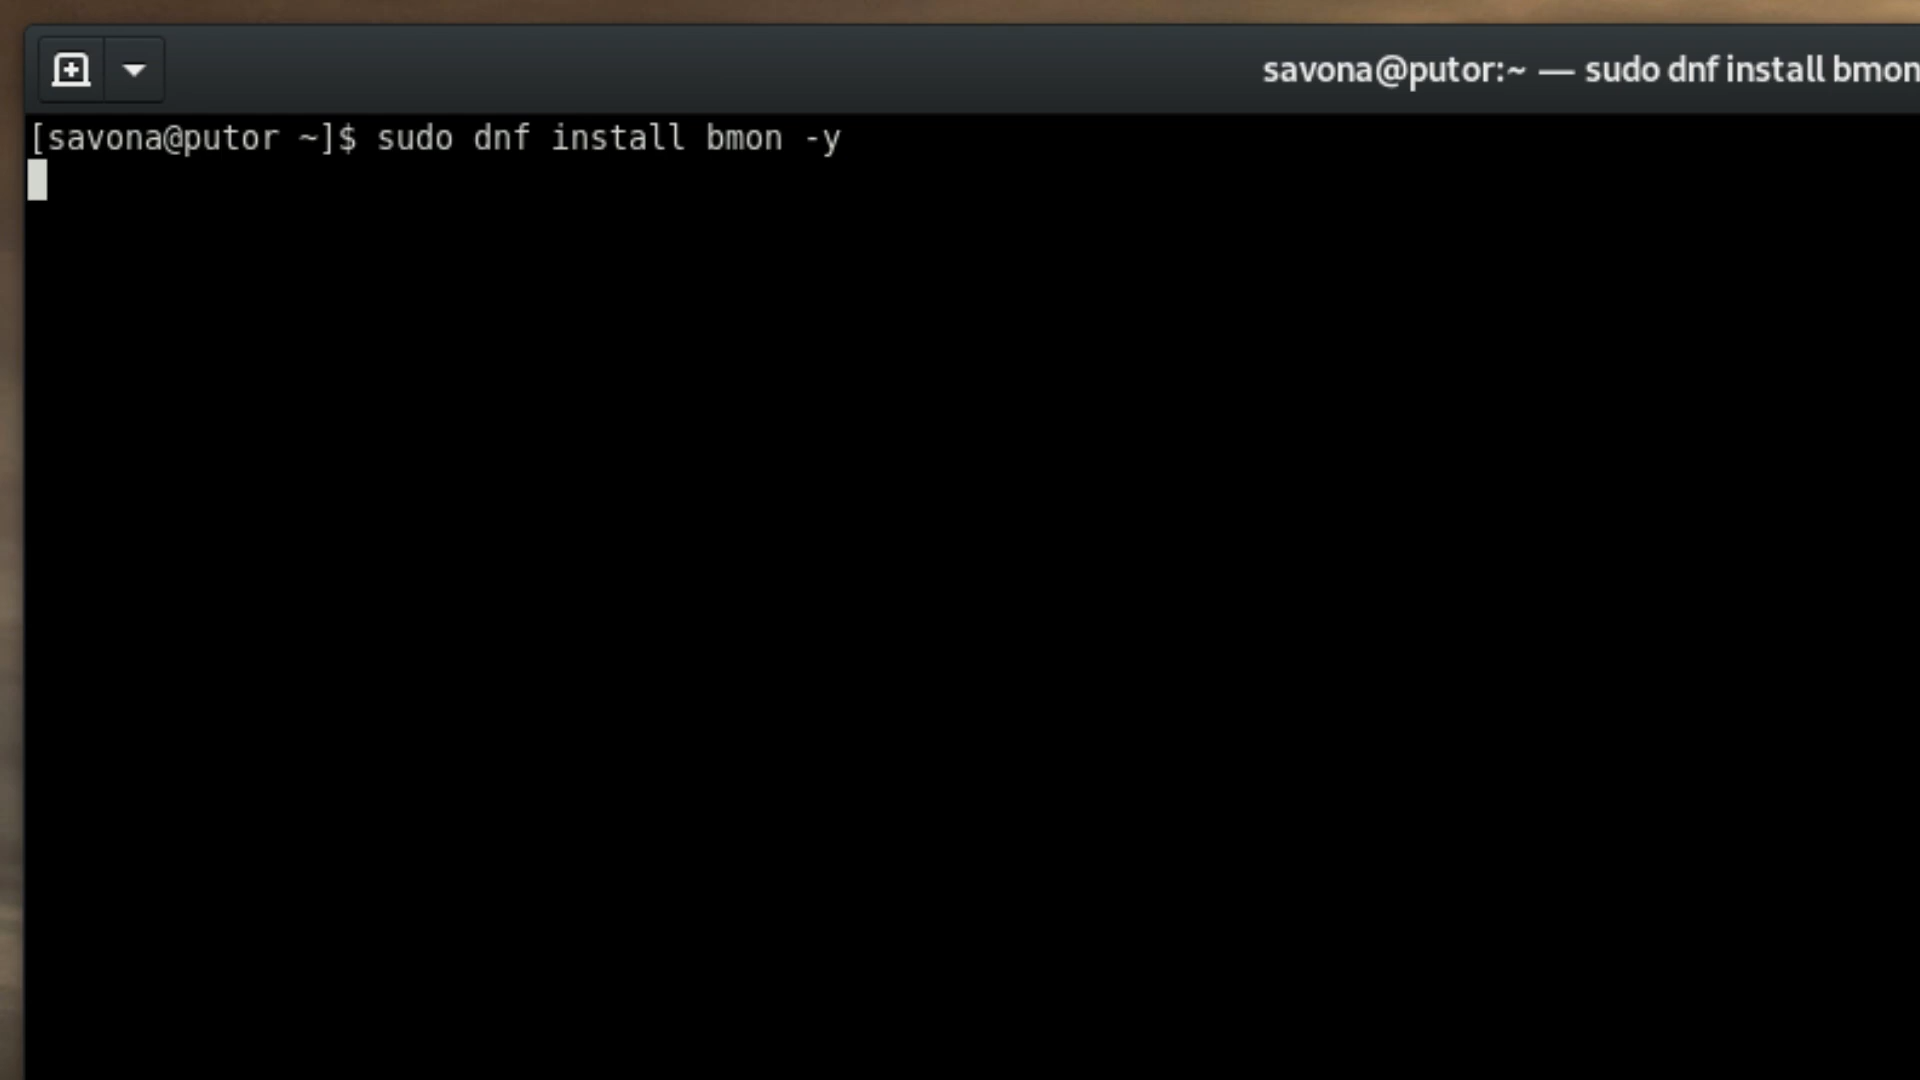 savona@putor:~ — sudo dnf install bmon
[savona@putor ~]$ sudo dnf install bmon -y